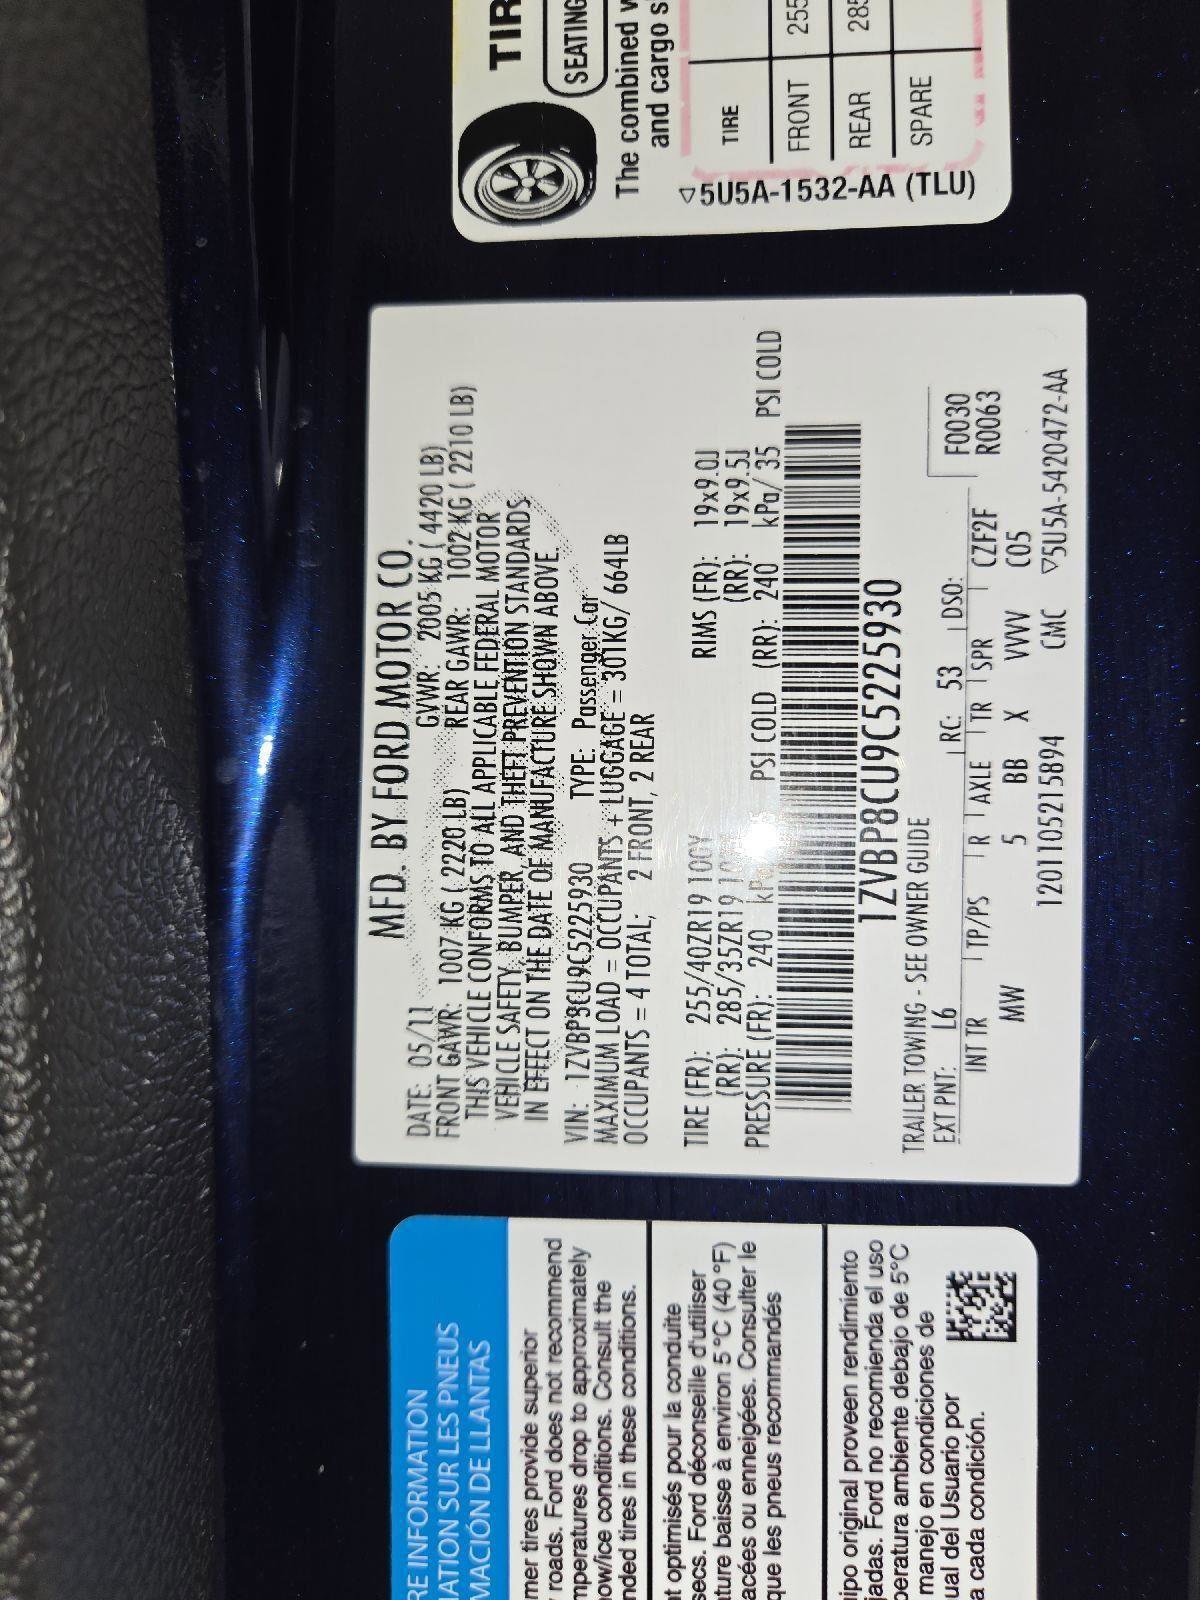 RE INFORMATION
ATION SUR LES PNEUS
MACIÓN DE LLANTAS
mer tires provide superior
roads. Ford does not recommend
mperatures drop to approximately
ow/ice conditions. Consult the
nded tires in these conditions.
nt optimisés pour la conduite
secs. Ford déconseille d'utiliser
ture baisse à environ 5 °C (40 °F)
acées ou enneigées. Consulter le
que les pneus recommandés
ipo original proveen rendimiento
jadas. Ford no recomienda el uso
peratura ambiente debajo de 5°C
manejo en condiciones de
ual del Usuario por
a cada condición.
MFD. BY FORD MOTOR CO.
DATE: 05/11 GVWR: 2005 KG ( 4420 LB)
FRONT GAWR: 1007 KG ( 2220 LB) REAR GAWR: 1002 KG ( 2210 LB)
THIS VEHICLE CONFORMS TO ALL APPLICABLE FEDERAL MOTOR
VEHICLE SAFETY, BUMPER, AND THEFT PREVENTION STANDARDS
IN EFFECT ON THE DATE OF MANUFACTURE SHOWN ABOVE.
VIN: 1ZVBP8CU9C5225930 TYPE: Passenger Car
MAXIMUM LOAD = OCCUPANTS + LUGGAGE = 301KG/ 664LB
OCCUPANTS = 4 TOTAL; 2 FRONT, 2 REAR
TIRE (FR): 255/40ZR19 100Y RIMS (FR): 19x9.0J
(RR): 285/35ZR19 (RR): 19x9.5J
PRESSURE (FR): 240 PSI COLD (RR): 240 kPa/ 35 PSI COLD
1ZVBP8CU9C5225930
TRAILER TOWING - SEE OWNER GUIDE
EXT PNT: L6 RC: 53 DSO: F0030
R0063
INT TR TP/PS R AXLE TR SPR CZF2F
MW 5 BB X VVV C05
1201105215894 CMC ▽5U5A-5420472-AA
TIR
SEATING
The combined w
and cargo s
TIRE
FRONT 255
REAR 285
SPARE
▽5U5A-1532-AA (TLU)